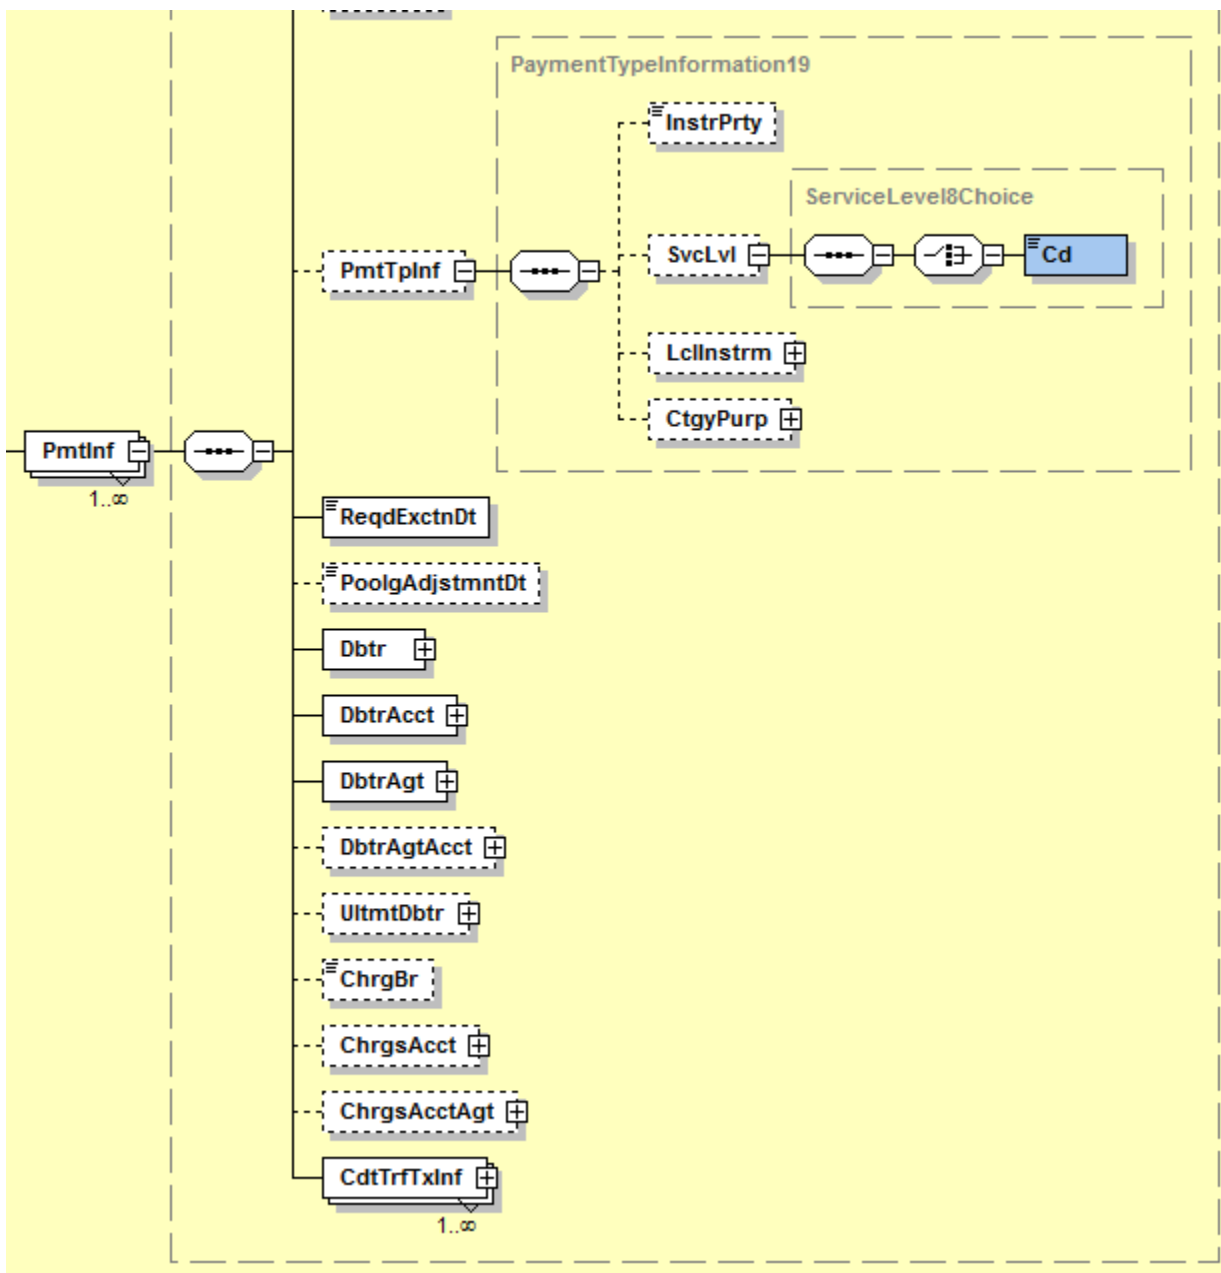 PaymentTypeInformation19
InstrPrty
ServiceLevel8Choice
PmtTpInf
SvcLvl
Cd
LclInstrm
CtgyPurp
PmtInf
1..∞
ReqdExctnDt
PoolgAdjstmntDt
Dbtr
DbtrAcct
DbtrAgt
DbtrAgtAcct
UltmtDbtr
ChrgBr
ChrgsAcct
ChrgsAcctAgt
CdtTrfTxInf
1..∞